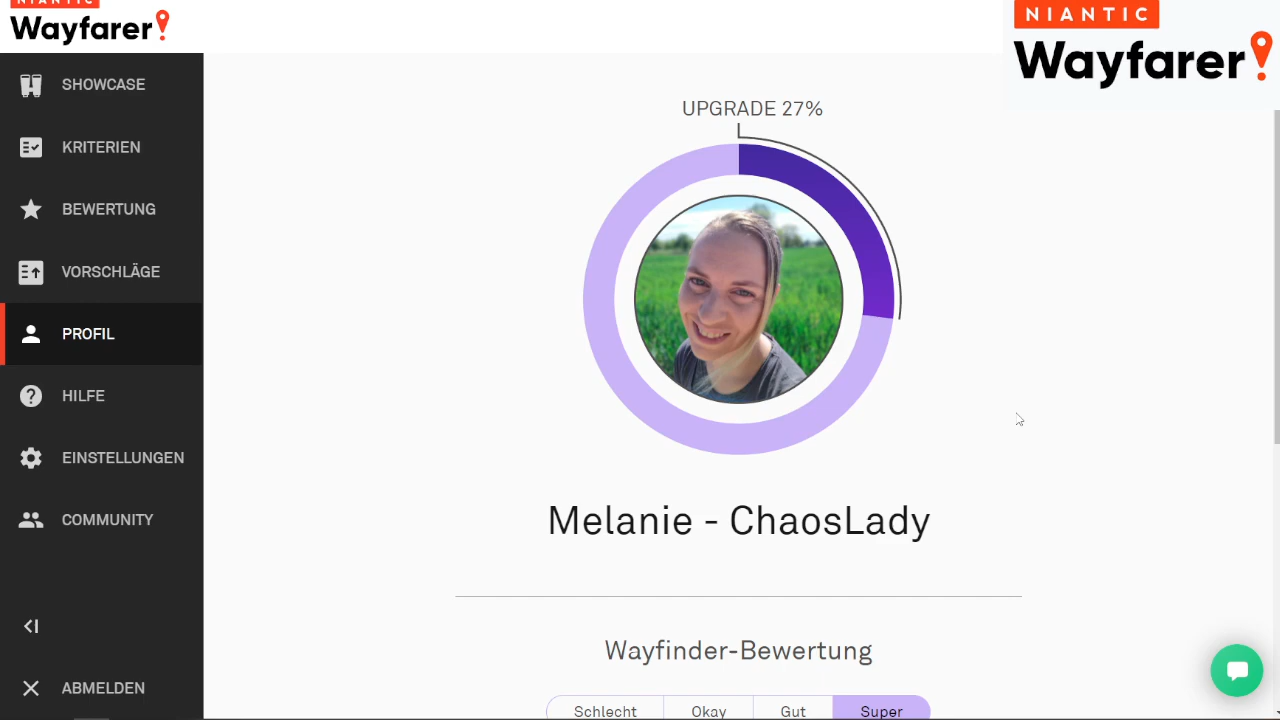 NIANTIC
Wayfarer!
NIANTIC
Wayfarer!
SHOWCASE
KRITERIEN
BEWERTUNG
VORSCHLÄGE
PROFIL
HILFE
EINSTELLUNGEN
COMMUNITY
ABMELDEN
UPGRADE 27%
Melanie - ChaosLady
Wayfinder-Bewertung
Schlecht Okay Gut Super